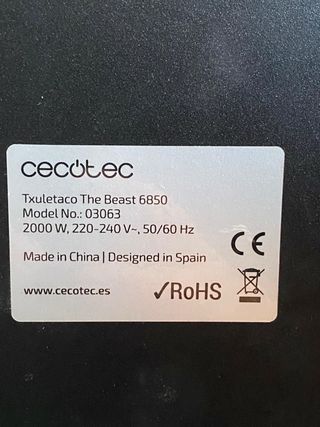 cecotec
Txuletaco The Beast 6850
Model No.: 03063
2000 W, 220-240 V~, 50/60 Hz
CE
Made in China | Designed in Spain
www.cecotec.es
✓RoHS